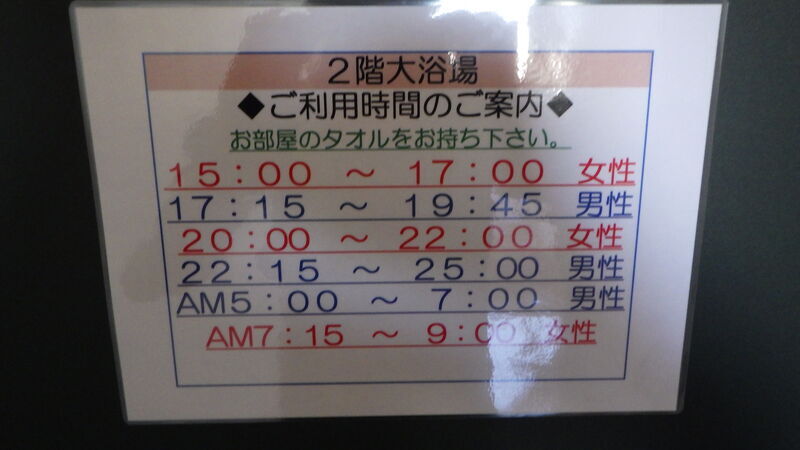 ２階大浴場
◆ご利用時間のご案内◆
お部屋のタオルをお持ち下さい。
１５：００　～　１７：００　女性
１７：１５　～　１９：４５　男性
２０：００　～　２２：００　女性
２２：１５　～　２５：００　男性
AM５：００　～　７：００　男性
AM７：１５　～　９：００　女性